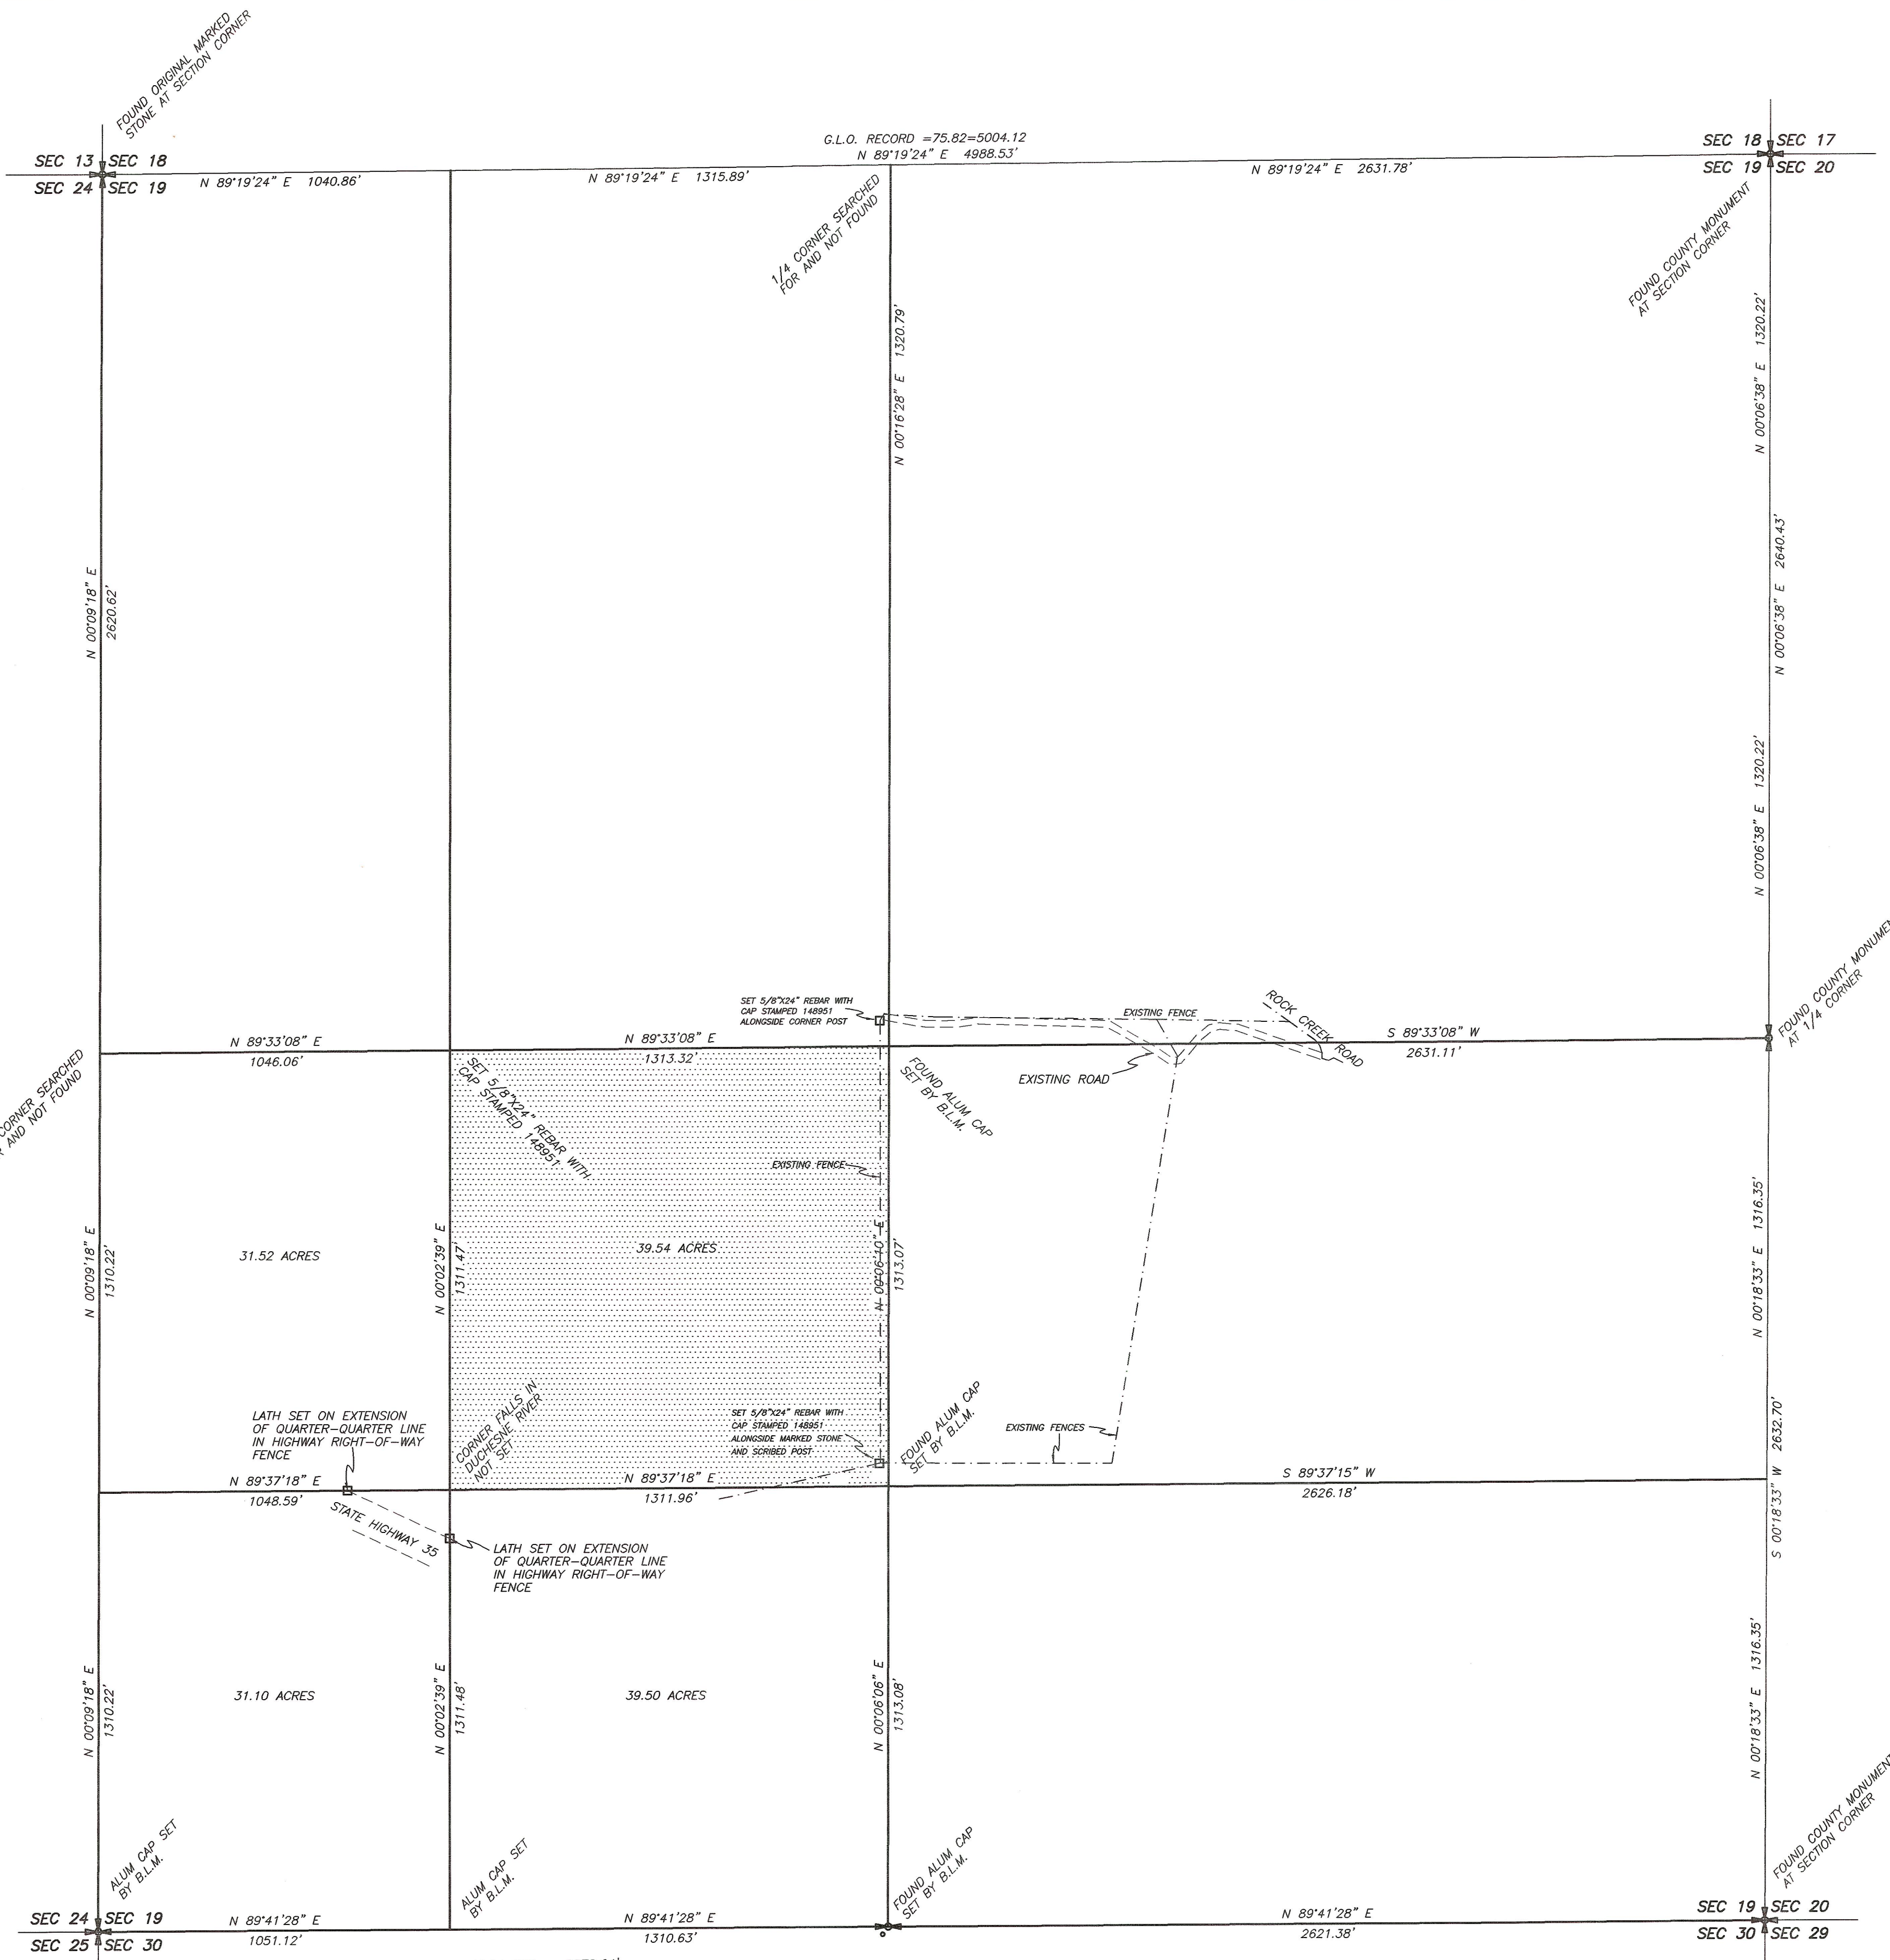 FOUND ORIGINAL MARKED
STONE AT SECTION CORNER
G.L.O. RECORD =75.82=5004.12
N 89°19'24" E 4988.53'
SEC 13 SEC 18
SEC 24 SEC 19
SEC 18 SEC 17
SEC 19 SEC 20
N 89°19'24" E 1040.86'
N 89°19'24" E 1315.89'
N 89°19'24" E 2631.78'
1/4 CORNER SEARCHED
FOR AND NOT FOUND
FOUND COUNTY MONUMENT
AT SECTION CORNER
N 00°16'28" E 1320.79'
N 00°06'38" E 1320.22'
N 00°09'18" E
2620.62'
N 00°06'38" E 2640.43'
N 00°06'38" E 1320.22'
FOUND COUNTY MONUMEN
AT 1/4 CORNER
SET 5/8"X24" REBAR WITH
CAP STAMPED 148951
ALONGSIDE CORNER POST
EXISTING FENCE
ROCK CREEK ROAD
N 89°33'08" E
1046.06'
N 89°33'08" E
1313.32'
S 89°33'08" W
2631.11'
EXISTING ROAD
CORNER SEARCHED
AND NOT FOUND
SET 5/8"X24" REBAR WITH
CAP STAMPED 148951
FOUND ALUM CAP
SET BY B.L.M.
EXISTING FENCE
N 00°09'18" E
1310.22'
31.52 ACRES
N 00°02'39" E
1311.47'
39.54 ACRES
N 00°06'10" E
1313.07'
N 00°18'33" E 1316.35'
LATH SET ON EXTENSION
OF QUARTER-QUARTER LINE
IN HIGHWAY RIGHT-OF-WAY
FENCE
CORNER FALLS IN
DUCHESNE RIVER
NOT SET
SET 5/8"X24" REBAR WITH
CAP STAMPED 148951
ALONGSIDE MARKED STONE
AND SCRIBED POST
FOUND ALUM CAP
SET BY B.L.M.
EXISTING FENCES
N 89°37'18" E
1048.59'
N 89°37'18" E
1311.96'
S 89°37'15" W
2626.18'
S 00°18'33" W 2632.70'
STATE HIGHWAY 35
LATH SET ON EXTENSION
OF QUARTER-QUARTER LINE
IN HIGHWAY RIGHT-OF-WAY
FENCE
N 00°09'18" E
1310.22'
31.10 ACRES
N 00°02'39" E
1311.48'
39.50 ACRES
N 00°06'06" E
1313.08'
N 00°18'33" E 1316.35'
ALUM CAP SET
BY B.L.M.
ALUM CAP SET
BY B.L.M.
FOUND ALUM CAP
SET BY B.L.M.
FOUND COUNTY MONUMENT
AT SECTION CORNER
SEC 24 SEC 19
SEC 25 SEC 30
N 89°41'28" E
1051.12'
N 89°41'28" E
1310.63'
N 89°41'28" E
2621.38'
SEC 19 SEC 20
SEC 30 SEC 29